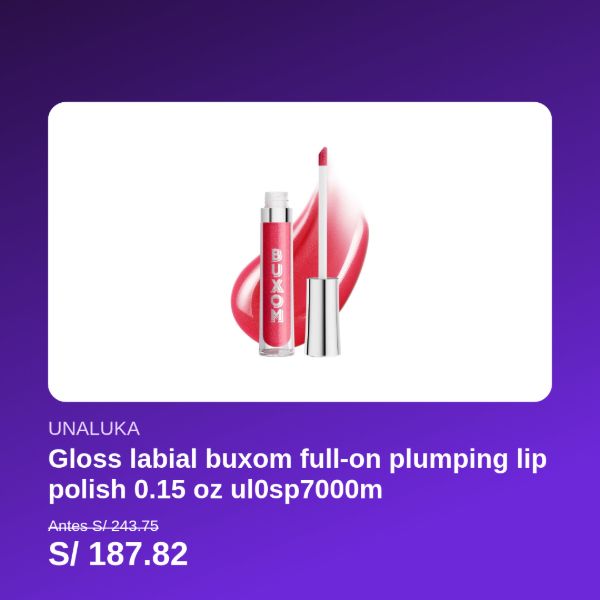 BUXOM
UNALUKA
Gloss labial buxom full-on plumping lip
polish 0.15 oz ul0sp7000m
Antes S/ 243.75
S/ 187.82